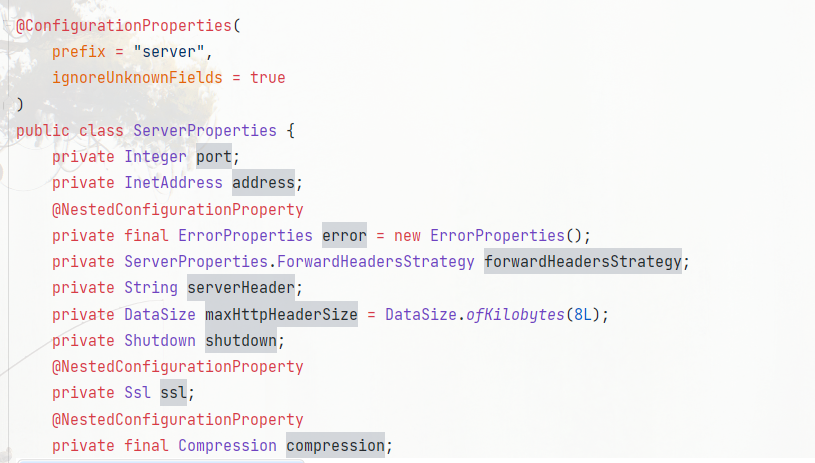 @ConfigurationProperties(
    prefix = "server",
    ignoreUnknownFields = true
)
public class ServerProperties {
    private Integer port;
    private InetAddress address;
    @NestedConfigurationProperty
    private final ErrorProperties error = new ErrorProperties();
    private ServerProperties.ForwardHeadersStrategy forwardHeadersStrategy;
    private String serverHeader;
    private DataSize maxHttpHeaderSize = DataSize.ofKilobytes(8L);
    private Shutdown shutdown;
    @NestedConfigurationProperty
    private Ssl ssl;
    @NestedConfigurationProperty
    private final Compression compression;